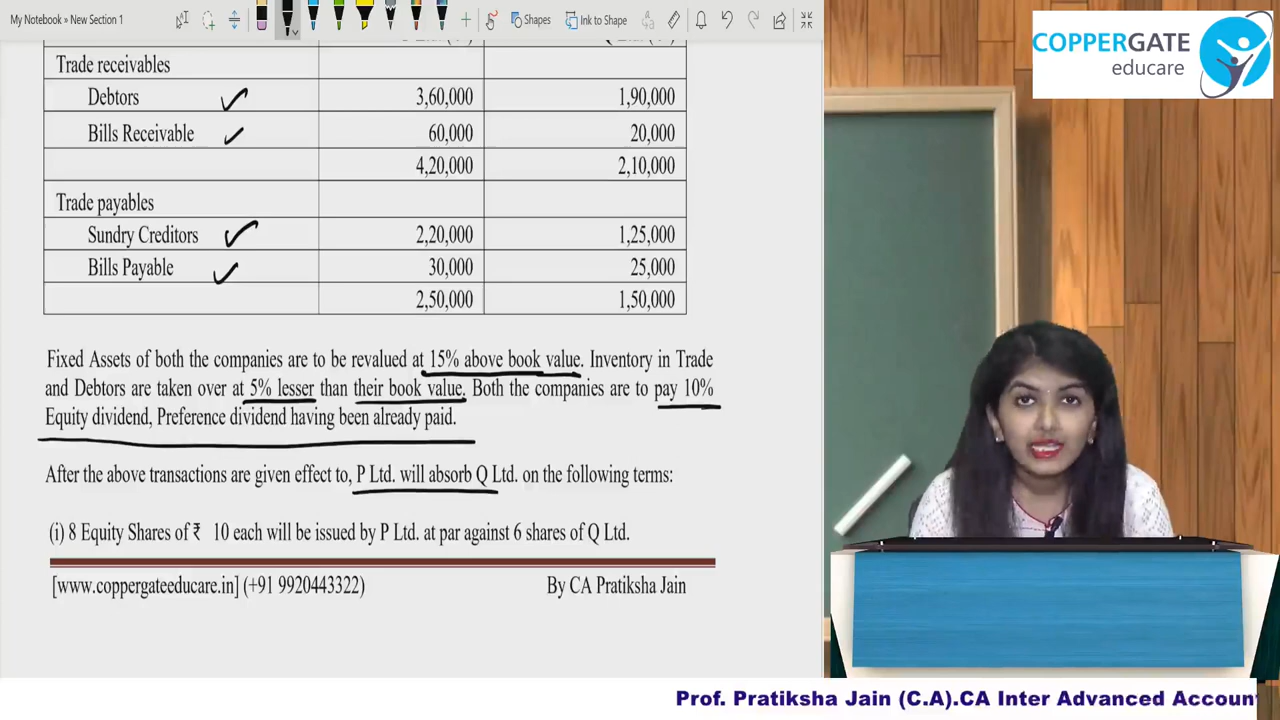 My Notebook » New Section 1
Shapes
Ink to Shape
COPPERGATE
educare
Trade receivables
Debtors 3,60,000 1,90,000
Bills Receivable 60,000 20,000
4,20,000 2,10,000
Trade payables
Sundry Creditors 2,20,000 1,25,000
Bills Payable 30,000 25,000
2,50,000 1,50,000
Fixed Assets of both the companies are to be revalued at 15% above book value. Inventory in Trade
and Debtors are taken over at 5% lesser than their book value. Both the companies are to pay 10%
Equity dividend, Preference dividend having been already paid.
After the above transactions are given effect to, P Ltd. will absorb Q Ltd. on the following terms:
(i) 8 Equity Shares of ₹ 10 each will be issued by P Ltd. at par against 6 shares of Q Ltd.
[www.coppergateeducare.in] (+91 9920443322) By CA Pratiksha Jain
Prof. Pratiksha Jain (C.A).CA Inter Advanced Accoun